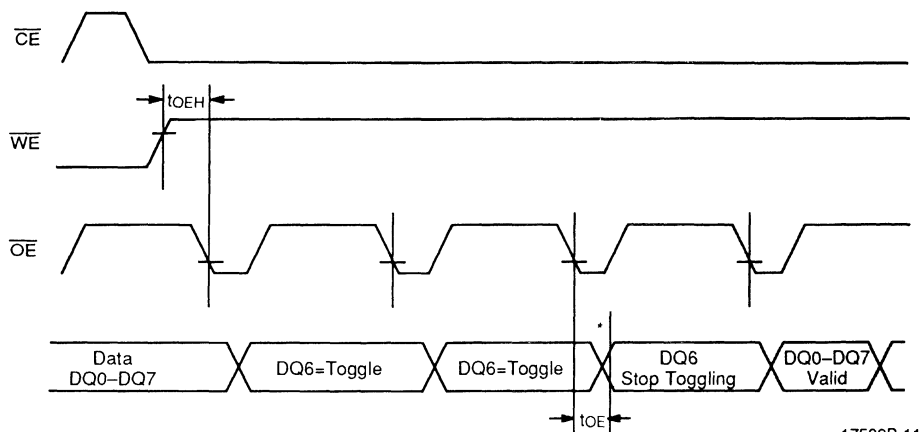 CE
tOEH
WE
OE
*
Data
DQ0–DQ7
DQ6=Toggle
DQ6=Toggle
DQ6
Stop Toggling
DQ0–DQ7
Valid
tOE